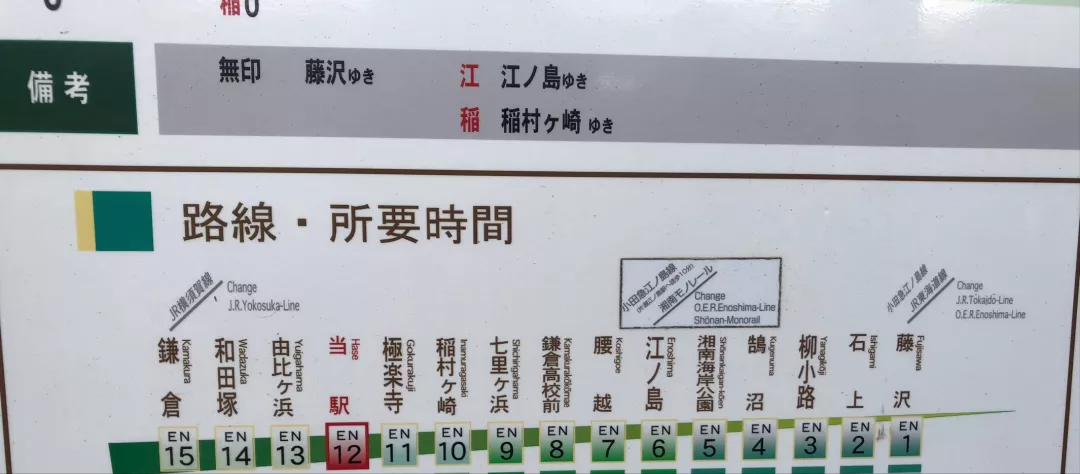 稲0
備考
無印 藤沢ゆき 江 江ノ島ゆき
稲 稲村ヶ崎ゆき
路線・所要時間
JR横須賀線
Change
J.R.Yokosuka-Line
小田急江ノ島線
湘南モノレール
Change
O.E.R.Enoshima-Line
Shōnan-Monorail
小田急江ノ島線
JR東海道線
Change
J.R.Tokaido-Line
O.E.R.Enoshima-Line
鎌倉 Kamakura
和田塚 Wadazuka
由比ヶ浜 Yuigahama
当駅 Hase
極楽寺 Gokurakuji
稲村ヶ崎 Inamuragasaki
七里ヶ浜 Shichirigahama
鎌倉高校前 Kamakurakōkōmae
腰越 Koshigoe
江ノ島 Enoshima
湘南海岸公園 Shōnankaigan-kōen
鵠沼 Kugenuma
柳小路 Yanagikōji
石上 Ishigami
藤沢 Fujisawa
EN 15
EN 14
EN 13
EN 12
EN 11
EN 10
EN 9
EN 8
EN 7
EN 6
EN 5
EN 4
EN 3
EN 2
EN 1